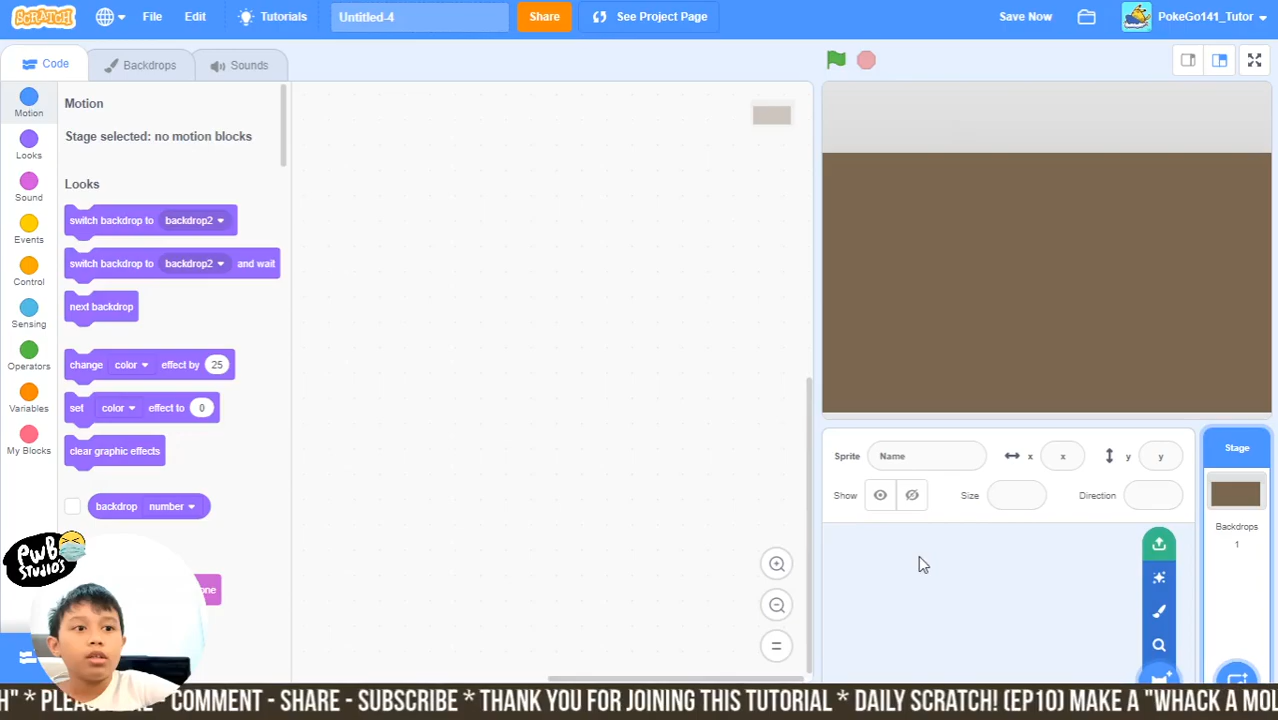 SCRATCH File Edit Tutorials Untitled-4 Share See Project Page Save Now PokeGo141_Tutor
Code Backdrops Sounds
Motion
Looks
Sound
Events
Control
Sensing
Operators
Variables
My Blocks
Motion
Stage selected: no motion blocks
Looks
switch backdrop to backdrop2
switch backdrop to backdrop2 and wait
next backdrop
change color effect by 25
set color effect to 0
clear graphic effects
backdrop number
Sprite Name x x y y
Show Size Direction
Stage
Backdrops
1
PWB
STUDIO'S
COMMENT - SHARE - SUBSCRIBE * THANK YOU FOR JOINING THIS TUTORIAL * DAILY SCRATCH! (EP10) MAKE A "WHACK A